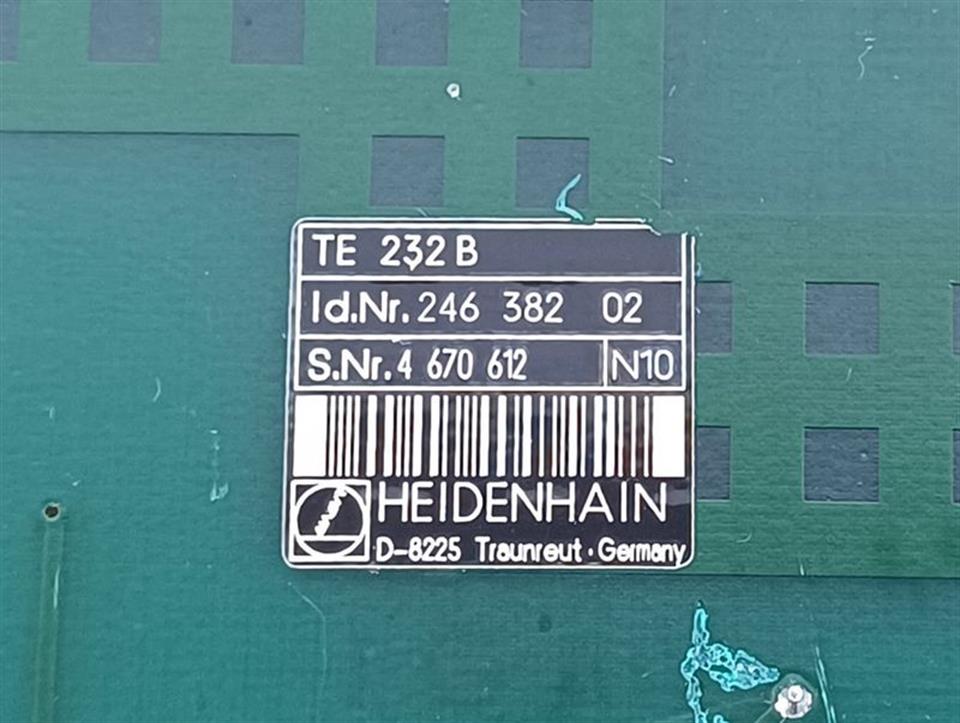 TE 232 B
Id.Nr. 246 382 02
S.Nr. 4 670 612 N10
HEIDENHAIN
D-8225 Traunreut · Germany